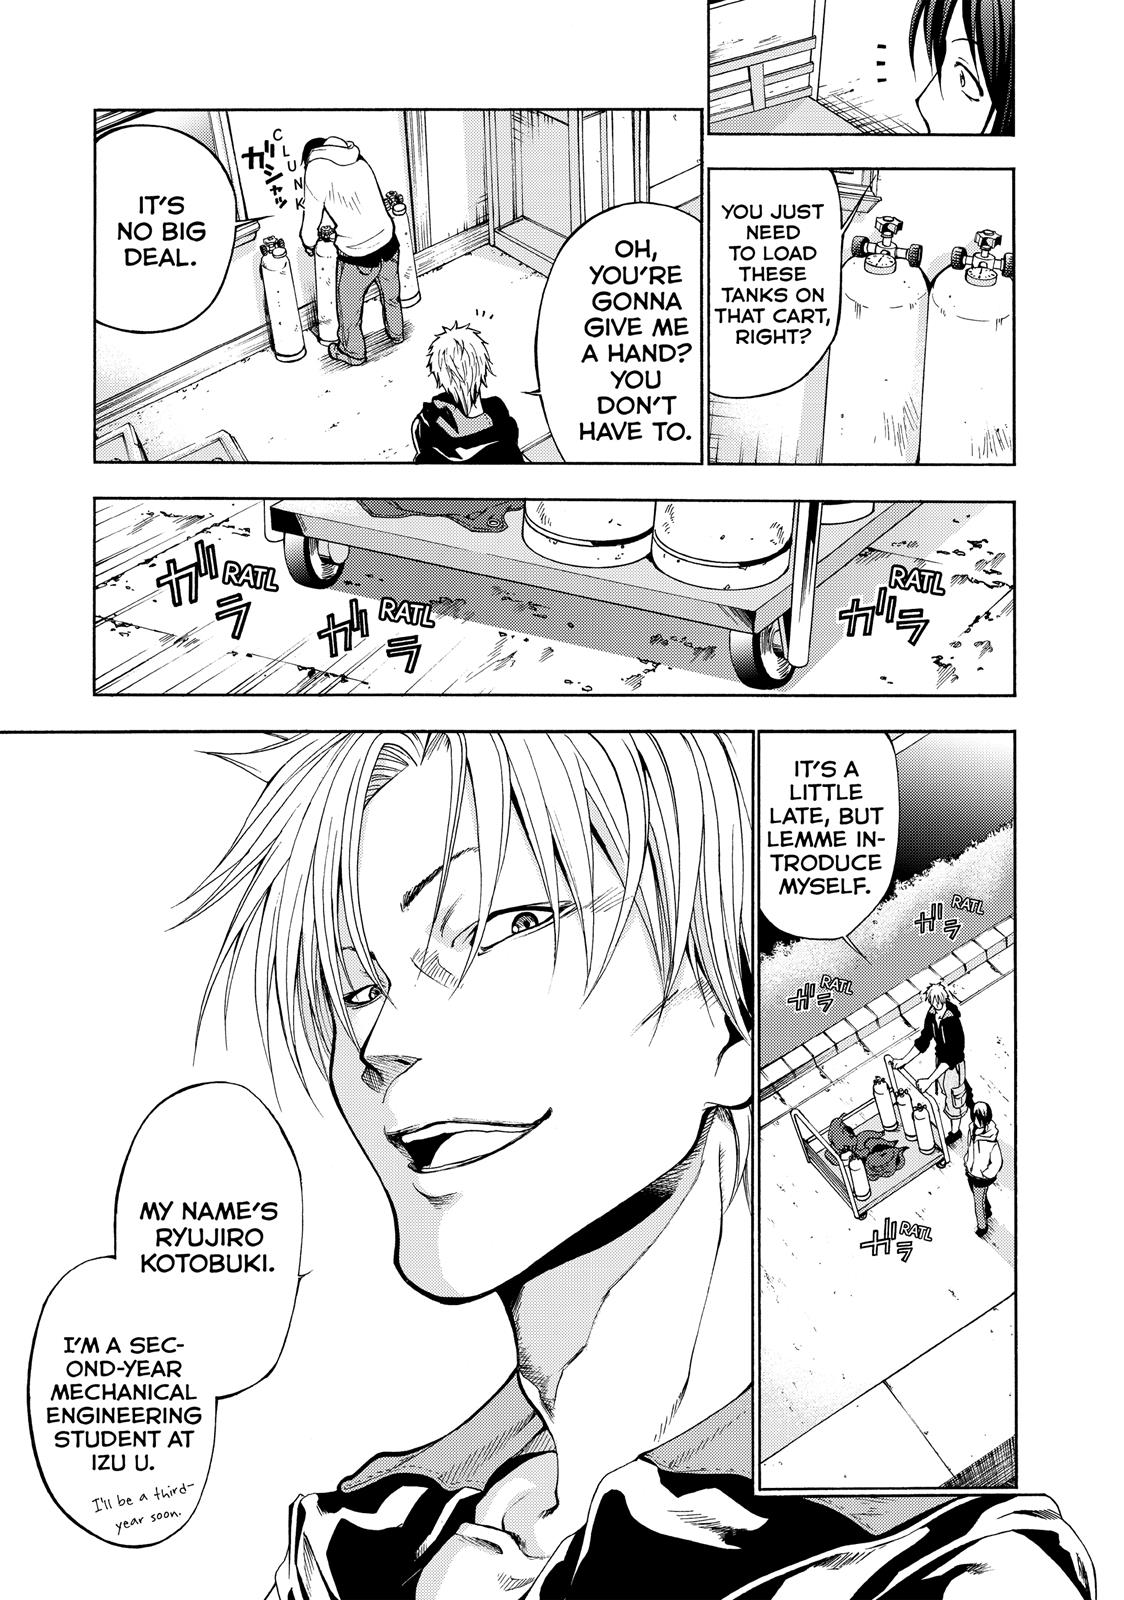 YOU JUST
NEED
TO LOAD
THESE
TANKS ON
THAT CART,
RIGHT?
OH,
YOU'RE
GONNA
GIVE ME
A HAND?
YOU
DON'T
HAVE TO.
CLUNK
ガシャッ
IT'S
NO BIG
DEAL.
RATL
ガラ
RATL
ガラ
RATL
ガラ
IT'S A
LITTLE
LATE, BUT
LEMME IN-
TRODUCE
MYSELF.
RATL
ガラ
RATL
ガラ
RATL
ガラ
MY NAME'S
RYUJIRO
KOTOBUKI.
I'M A SEC-
OND-YEAR
MECHANICAL
ENGINEERING
STUDENT AT
IZU U.
I'll be a third-
year soon.